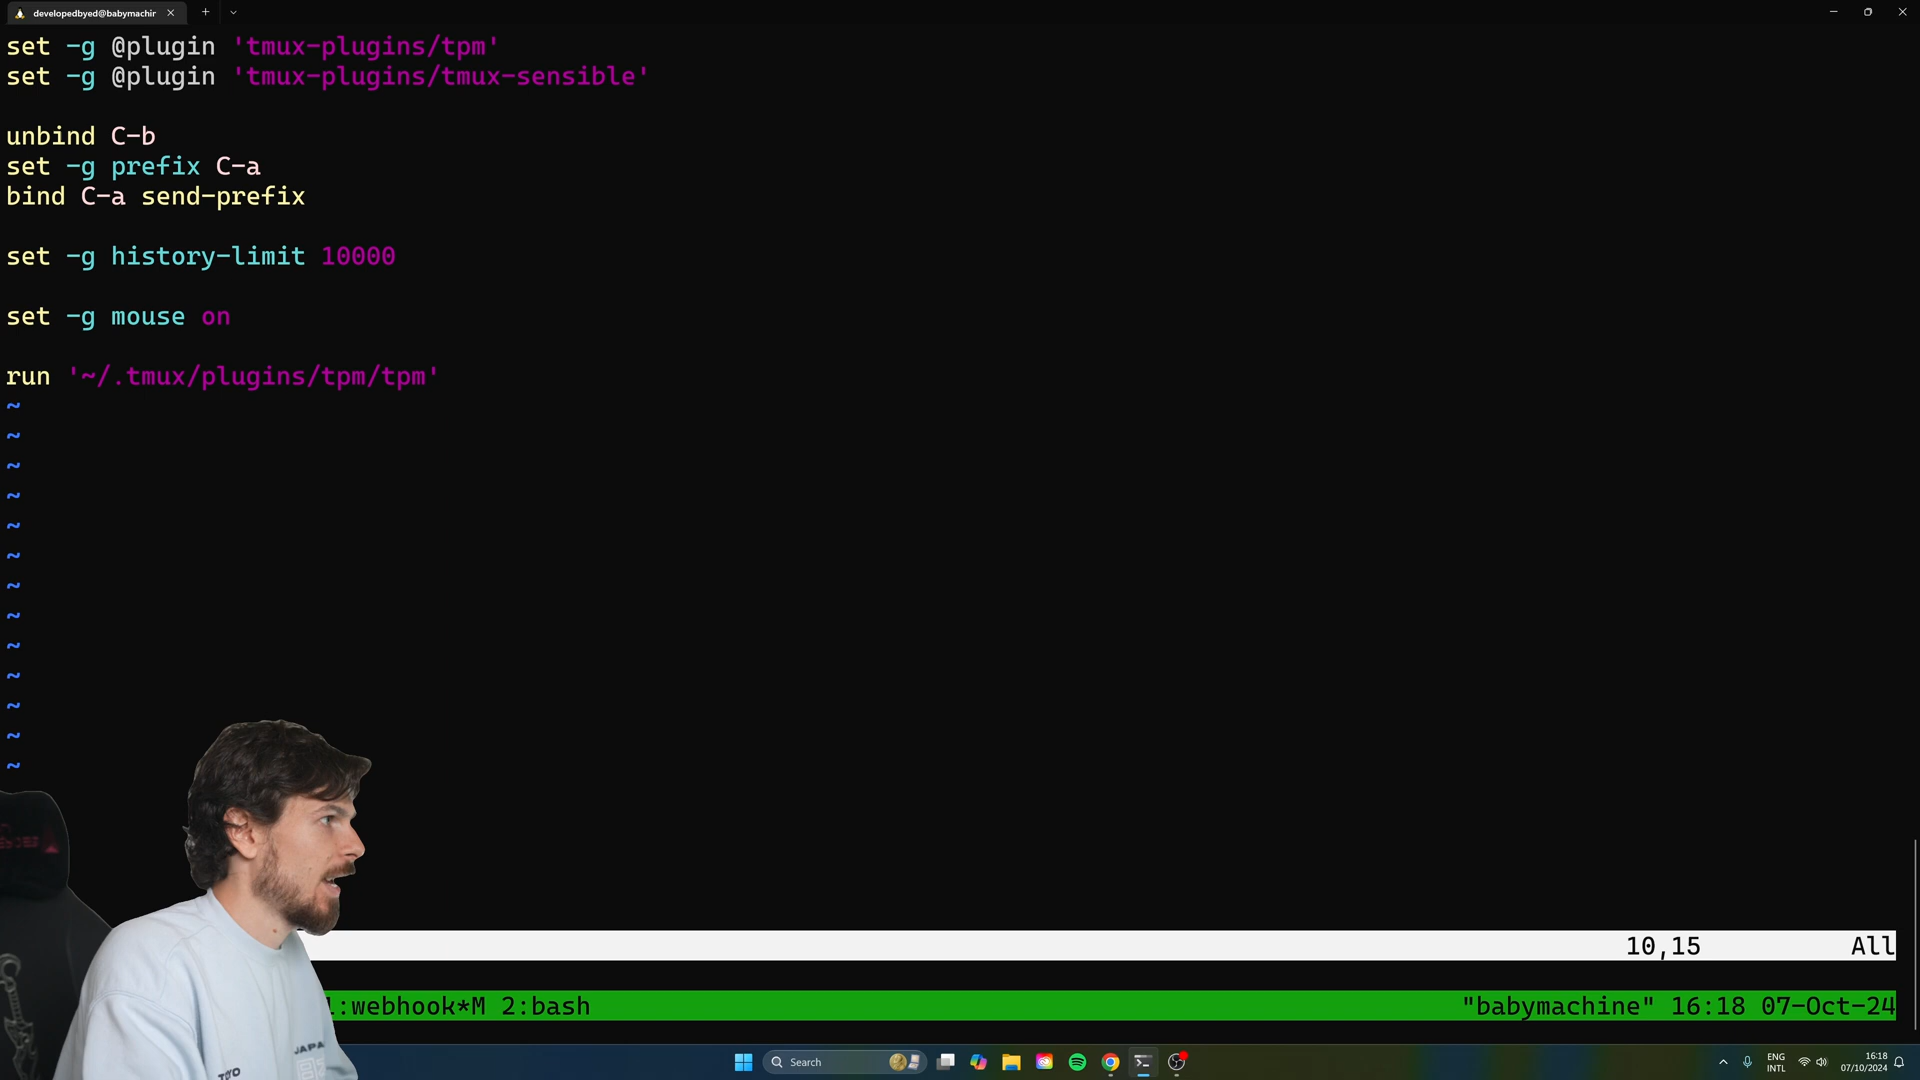 developedbyed@babymachir
set -g @plugin 'tmux-plugins/tpm'
set -g @plugin 'tmux-plugins/tmux-sensible'
unbind C-b
set -g prefix C-a
bind C-a send-prefix
set -g history-limit 10000
set -g mouse on
run '~/.tmux/plugins/tpm/tpm'
~
~
~
~
~
~
~
~
~
~
~
~
~
10,15 All
1:webhook*M 2:bash "babymachine" 16:18 07-Oct-24
JAPA
Search
ENG
INTL
16:18
07/10/2024